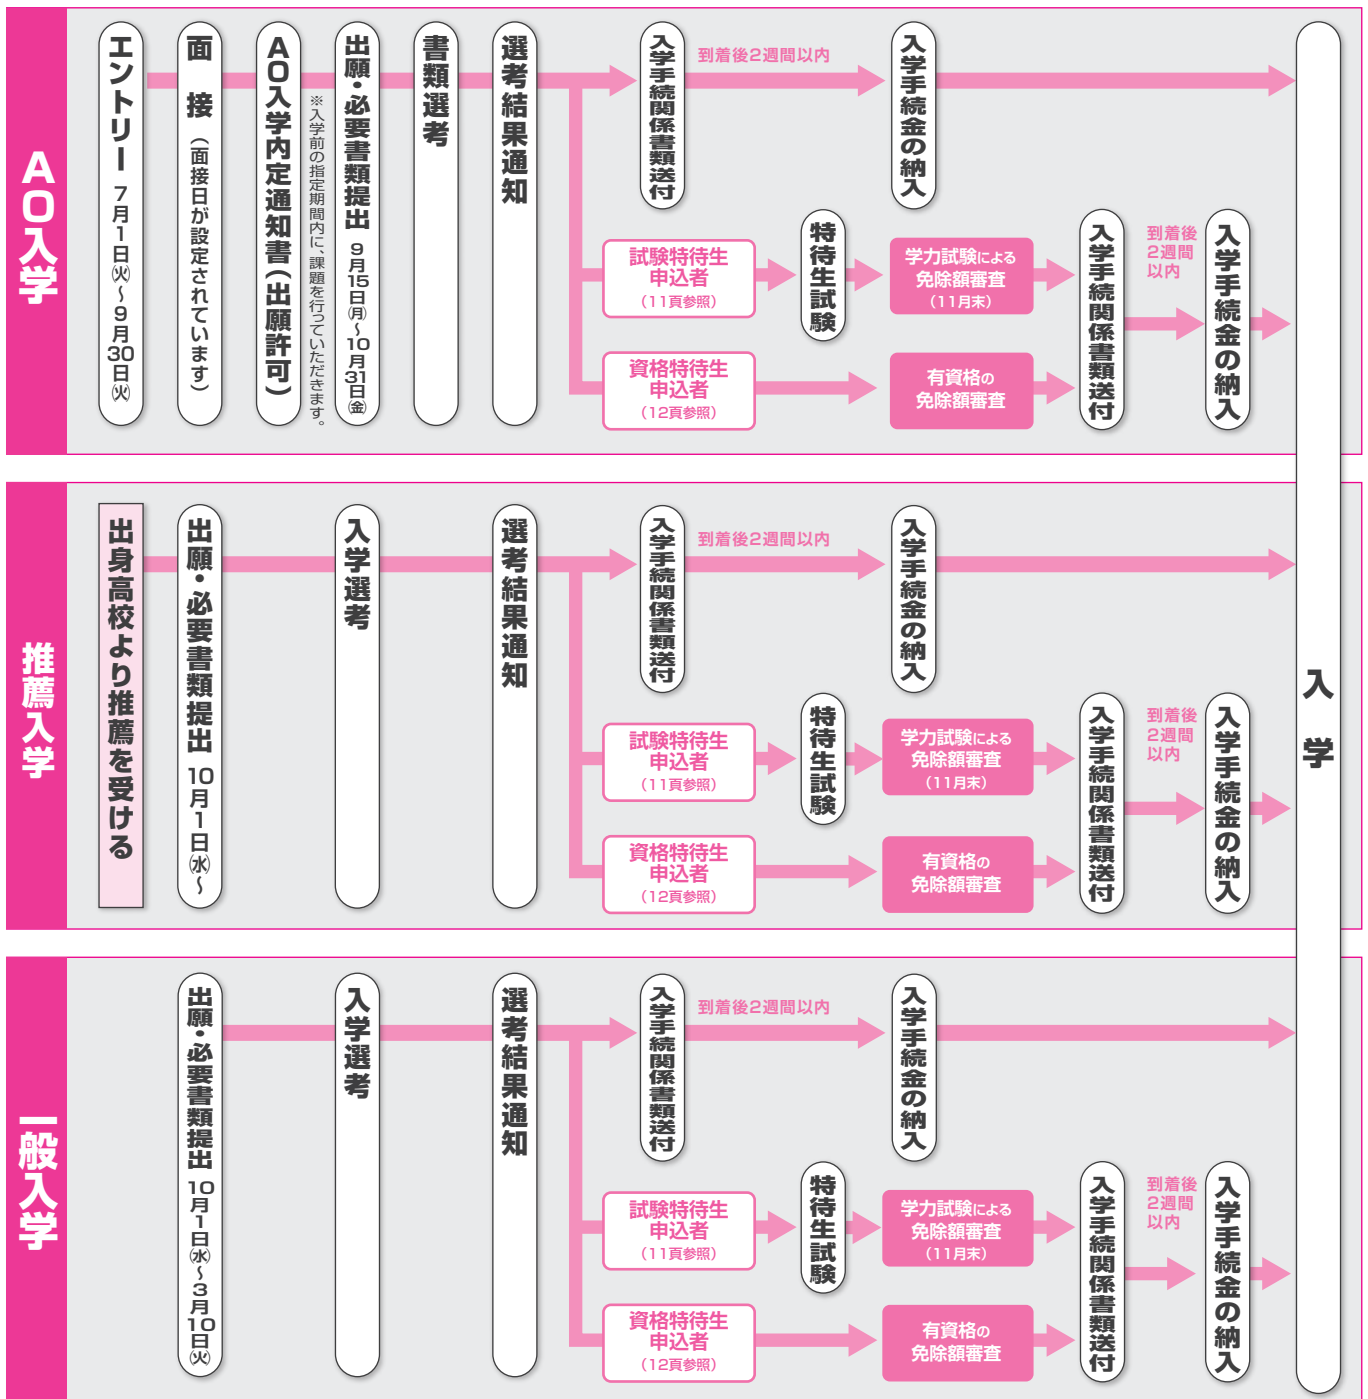 AO入学
エントリー 7月1日㈫～9月30日㈫
面 接（面接日が設定されています）
AO入学内定通知書（出願許可）
※入学前の指定期間内に、課題を行っていただきます。
出願・必要書類提出 9月15日㈪～10月31日㈮
書類選考
選考結果通知
入学手続関係書類送付
到着後2週間以内
入学手続金の納入
試験特待生
申込者
（11頁参照）
特待生試験
学力試験による
免除額審査
（11月末）
資格特待生
申込者
（12頁参照）
有資格の
免除額審査
入学手続関係書類送付
到着後
2週間
以内
入学手続金の納入
推薦入学
出身高校より推薦を受ける
出願・必要書類提出 10月1日㈬～
入学選考
選考結果通知
入学手続関係書類送付
到着後2週間以内
入学手続金の納入
試験特待生
申込者
（11頁参照）
特待生試験
学力試験による
免除額審査
（11月末）
資格特待生
申込者
（12頁参照）
有資格の
免除額審査
入学手続関係書類送付
到着後
2週間
以内
入学手続金の納入
一般入学
出願・必要書類提出 10月1日㈬～3月10日㈫
入学選考
選考結果通知
入学手続関係書類送付
到着後2週間以内
入学手続金の納入
試験特待生
申込者
（11頁参照）
特待生試験
学力試験による
免除額審査
（11月末）
資格特待生
申込者
（12頁参照）
有資格の
免除額審査
入学手続関係書類送付
到着後
2週間
以内
入学手続金の納入
入 学